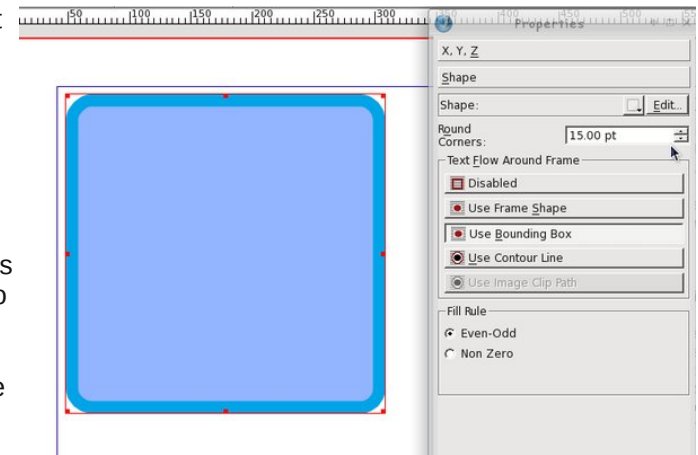 50 100 150 200 250 300 350 400 450 500
Properties
X, Y, Z
Shape
Shape:
Edit...
Round
Corners:
15.00 pt
Text Flow Around Frame
Disabled
Use Frame Shape
Use Bounding Box
Use Contour Line
Use Image Clip Path
Fill Rule
Even-Odd
Non Zero
s
e